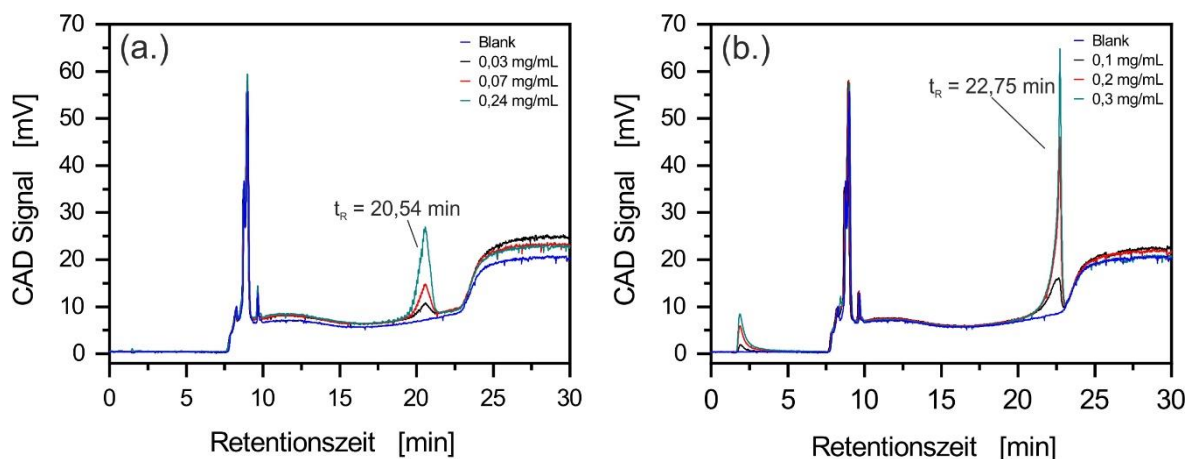 (a.)
Blank
0,03 mg/mL
0,07 mg/mL
0,24 mg/mL
tR = 20,54 min
CAD Signal [mV]
70
60
50
40
30
20
10
0
0 5 10 15 20 25 30
Retentionszeit [min]
(b.)
Blank
0,1 mg/mL
0,2 mg/mL
0,3 mg/mL
tR = 22,75 min
CAD Signal [mV]
70
60
50
40
30
20
10
0
0 5 10 15 20 25 30
Retentionszeit [min]